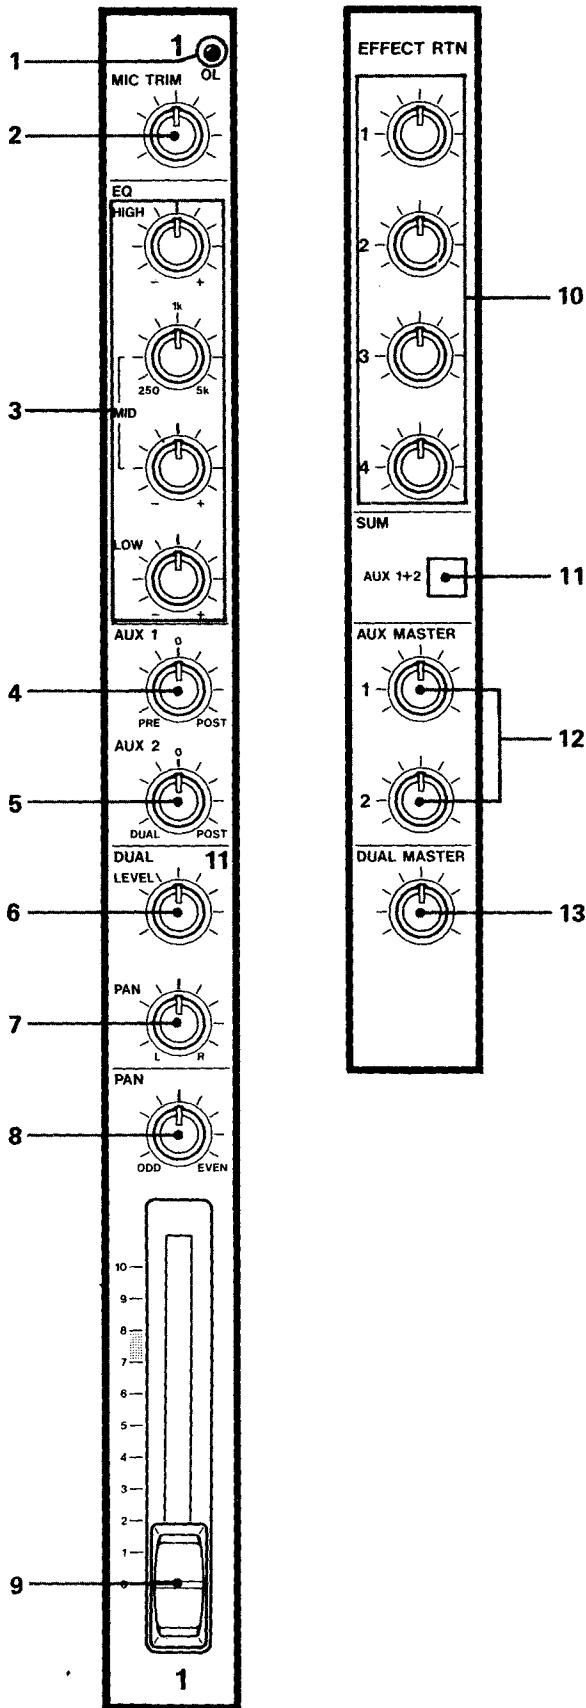 1
1
OL
MIC TRIM
2
EQ
HIGH
- +
1k
250 5k
3
MID
- +
LOW
- +
AUX 1
0
4
PRE POST
AUX 2
0
5
DUAL POST
DUAL 11
LEVEL
6
PAN
7
L R
PAN
8
ODD EVEN
10
9
8
7
6
5
4
3
2
1
0
9
1
EFFECT RTN
1
2
10
3
4
SUM
AUX 1+2
11
AUX MASTER
1
12
2
DUAL MASTER
13